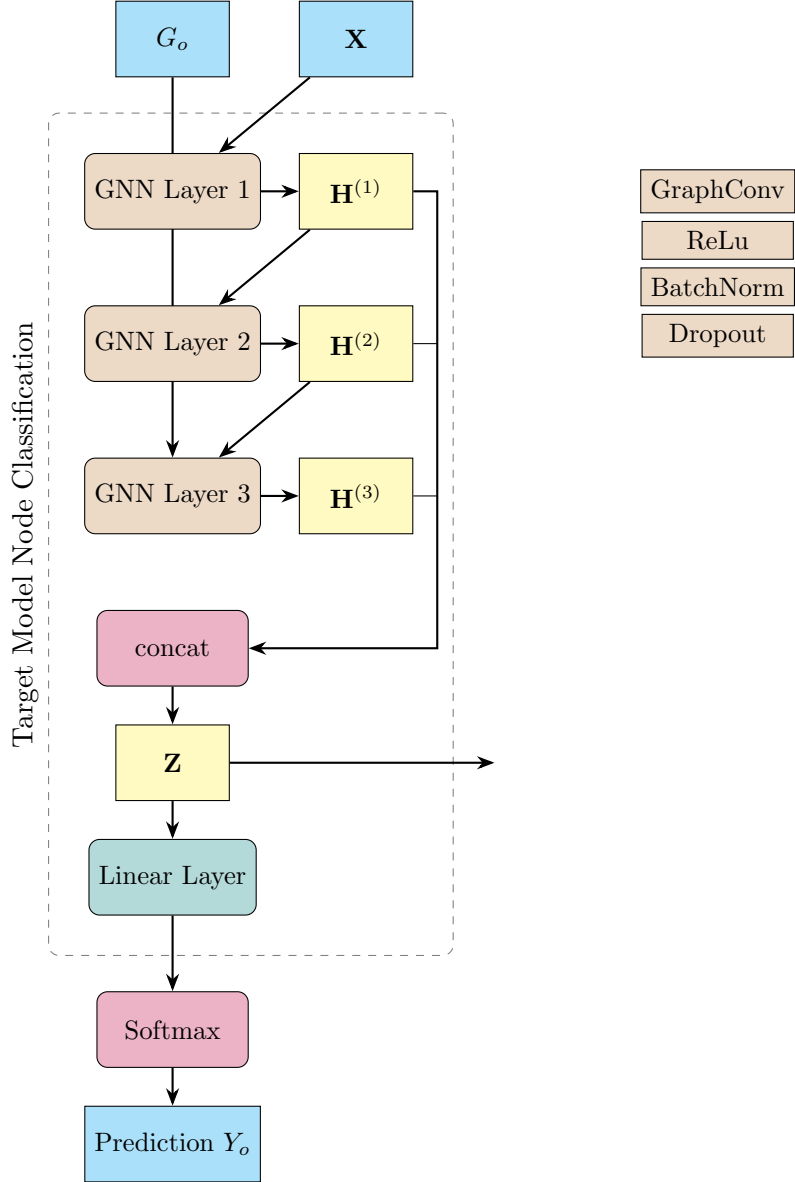 G_o
X
GNN Layer 1
H^(1)
GraphConv
ReLu
BatchNorm
Dropout
GNN Layer 2
H^(2)
GNN Layer 3
H^(3)
Target Model Node Classification
concat
Z
Linear Layer
Softmax
Prediction Y_o